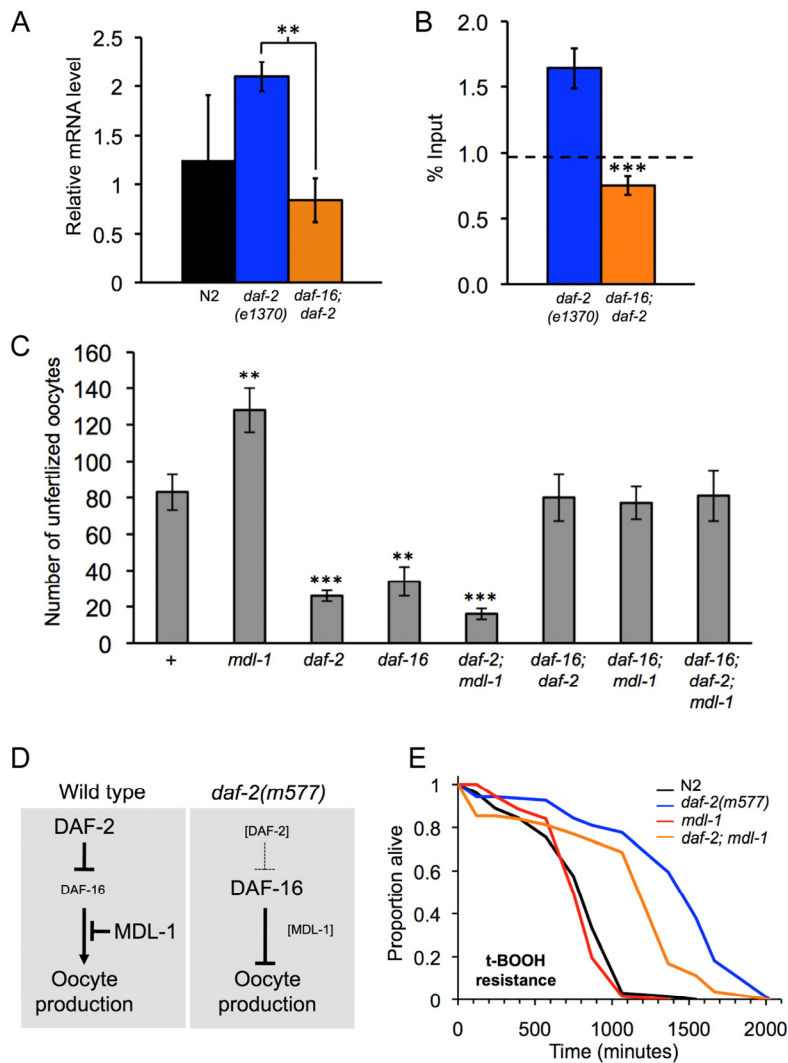 A
Relative mRNA level
2.5
2
1.5
1
0.5
0
**
N2
daf-2
(e1370)
daf-16;
daf-2
B
% Input
2.0
1.5
1.0
0.5
0.0
***
daf-2
(e1370)
daf-16;
daf-2
C
Number of unfertilized oocytes
160
140
120
100
80
60
40
20
0
**
***
**
***
+
mdl-1
daf-2
daf-16
daf-2;
mdl-1
daf-16;
daf-2
daf-16;
mdl-1
daf-16;
daf-2;
mdl-1
D
Wild type
DAF-2
DAF-16
MDL-1
Oocyte
production
daf-2(m577)
[DAF-2]
DAF-16
[MDL-1]
Oocyte
production
E
Proportion alive
1
0.8
0.6
0.4
0.2
0
N2
daf-2(m577)
mdl-1
daf-2; mdl-1
t-BOOH
resistance
0 500 1000 1500 2000
Time (minutes)